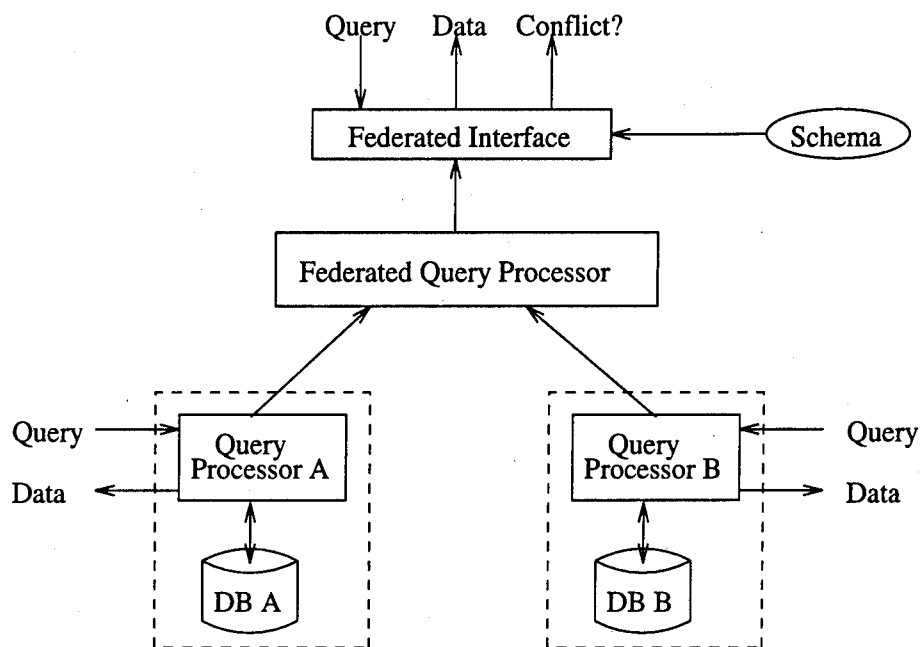 Query Data Conflict?
Federated Interface
Schema
Federated Query Processor
Query
Data
Query
Processor A
DB A
Query
Processor B
DB B
Query
Data